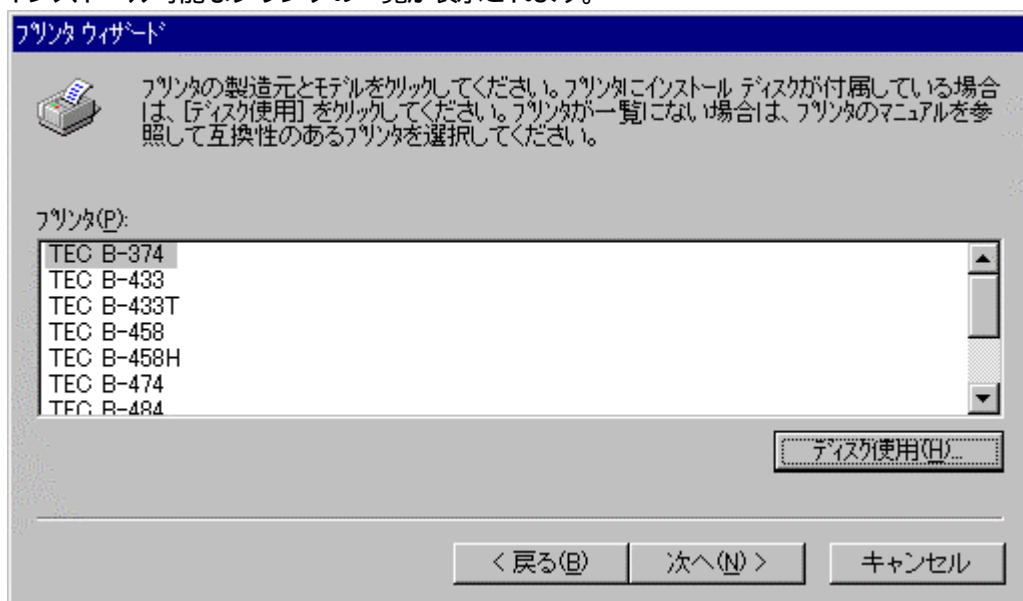 プリンタ ウィザード
プリンタの製造元とモデルをクリックしてください。プリンタにインストール ディスクが付属している場合
は、[ディスク使用] をクリックしてください。プリンタが一覧にない場合は、プリンタのマニュアルを参
照して互換性のあるプリンタを選択してください。
プリンタ(P):
TEC B-374
TEC B-433
TEC B-433T
TEC B-458
TEC B-458H
TEC B-474
TEC B-484
ディスク使用(H)...
< 戻る(B) 次へ(N) > キャンセル